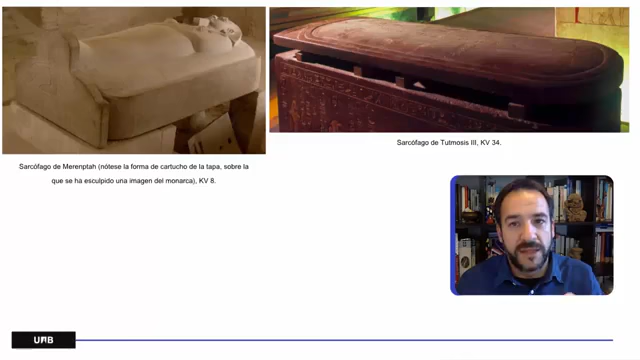 Sarcófago de Merenptah (nótese la forma de cartucho de la tapa, sobre la
que se ha esculpido una imagen del monarca), KV 8.
Sarcófago de Tutmosis III, KV 34.
UAB